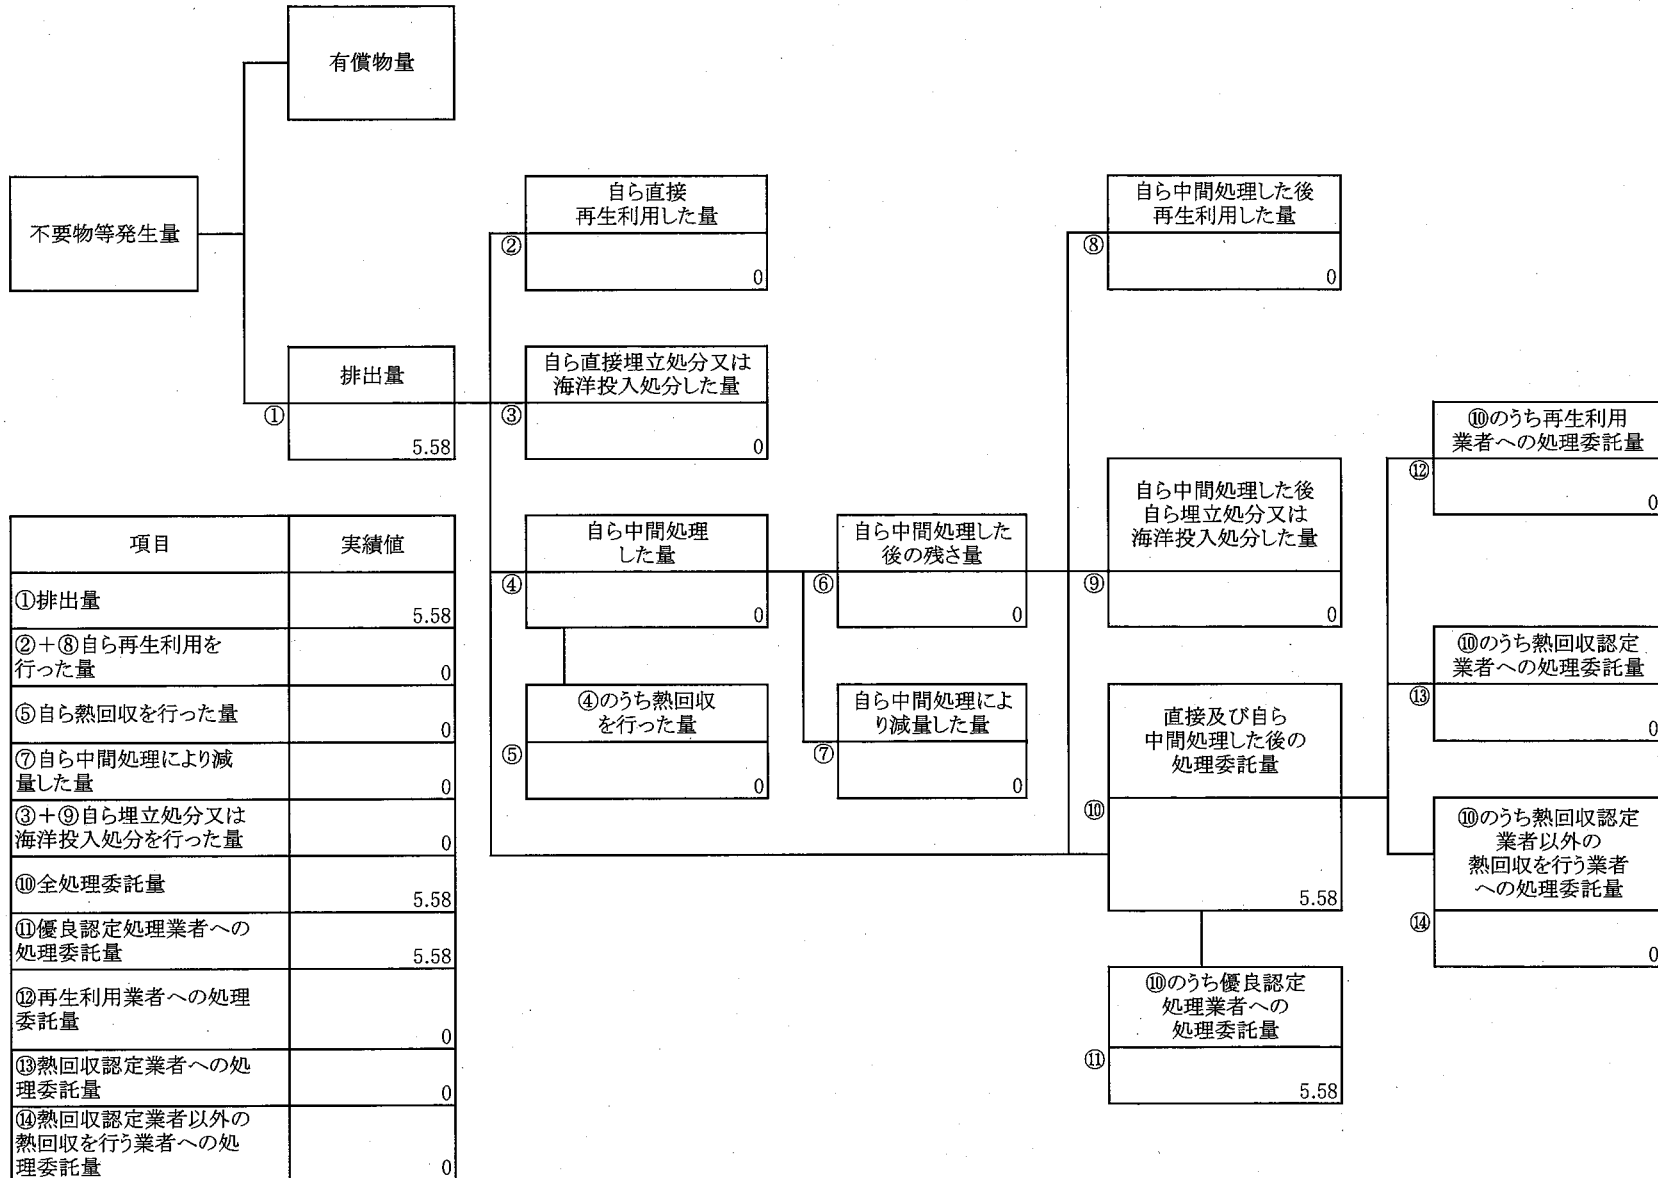 有償物量
不要物等発生量
自ら直接
再生利用した量
②
0
自ら中間処理した後
再生利用した量
⑧
0
排出量
①
5.58
自ら直接埋立処分又は
海洋投入処分した量
③
0
⑩のうち再生利用
業者への処理委託量
⑫
0
自ら中間処理
した量
④
0
自ら中間処理した
後の残さ量
⑥
0
自ら中間処理した後
自ら埋立処分又は
海洋投入処分した量
⑨
0
⑩のうち熱回収認定
業者への処理委託量
⑬
0
④のうち熱回収
を行った量
⑤
0
自ら中間処理によ
り減量した量
⑦
0
直接及び自ら
中間処理した後の
処理委託量
⑩
5.58
⑩のうち熱回収認定
業者以外の
熱回収を行う業者
への処理委託量
⑭
0
⑩のうち優良認定
処理業者への
処理委託量
⑪
5.58
項目 実績値
①排出量
5.58
②+⑧自ら再生利用を
行った量 0
⑤自ら熱回収を行った量
0
⑦自ら中間処理により減
量した量 0
③+⑨自ら埋立処分又は
海洋投入処分を行った量 0
⑩全処理委託量
5.58
⑪優良認定処理業者への
処理委託量 5.58
⑫再生利用業者への処理
委託量
0
⑬熱回収認定業者への処
理委託量 0
⑭熱回収認定業者以外の
熱回収を行う業者への処
理委託量 0